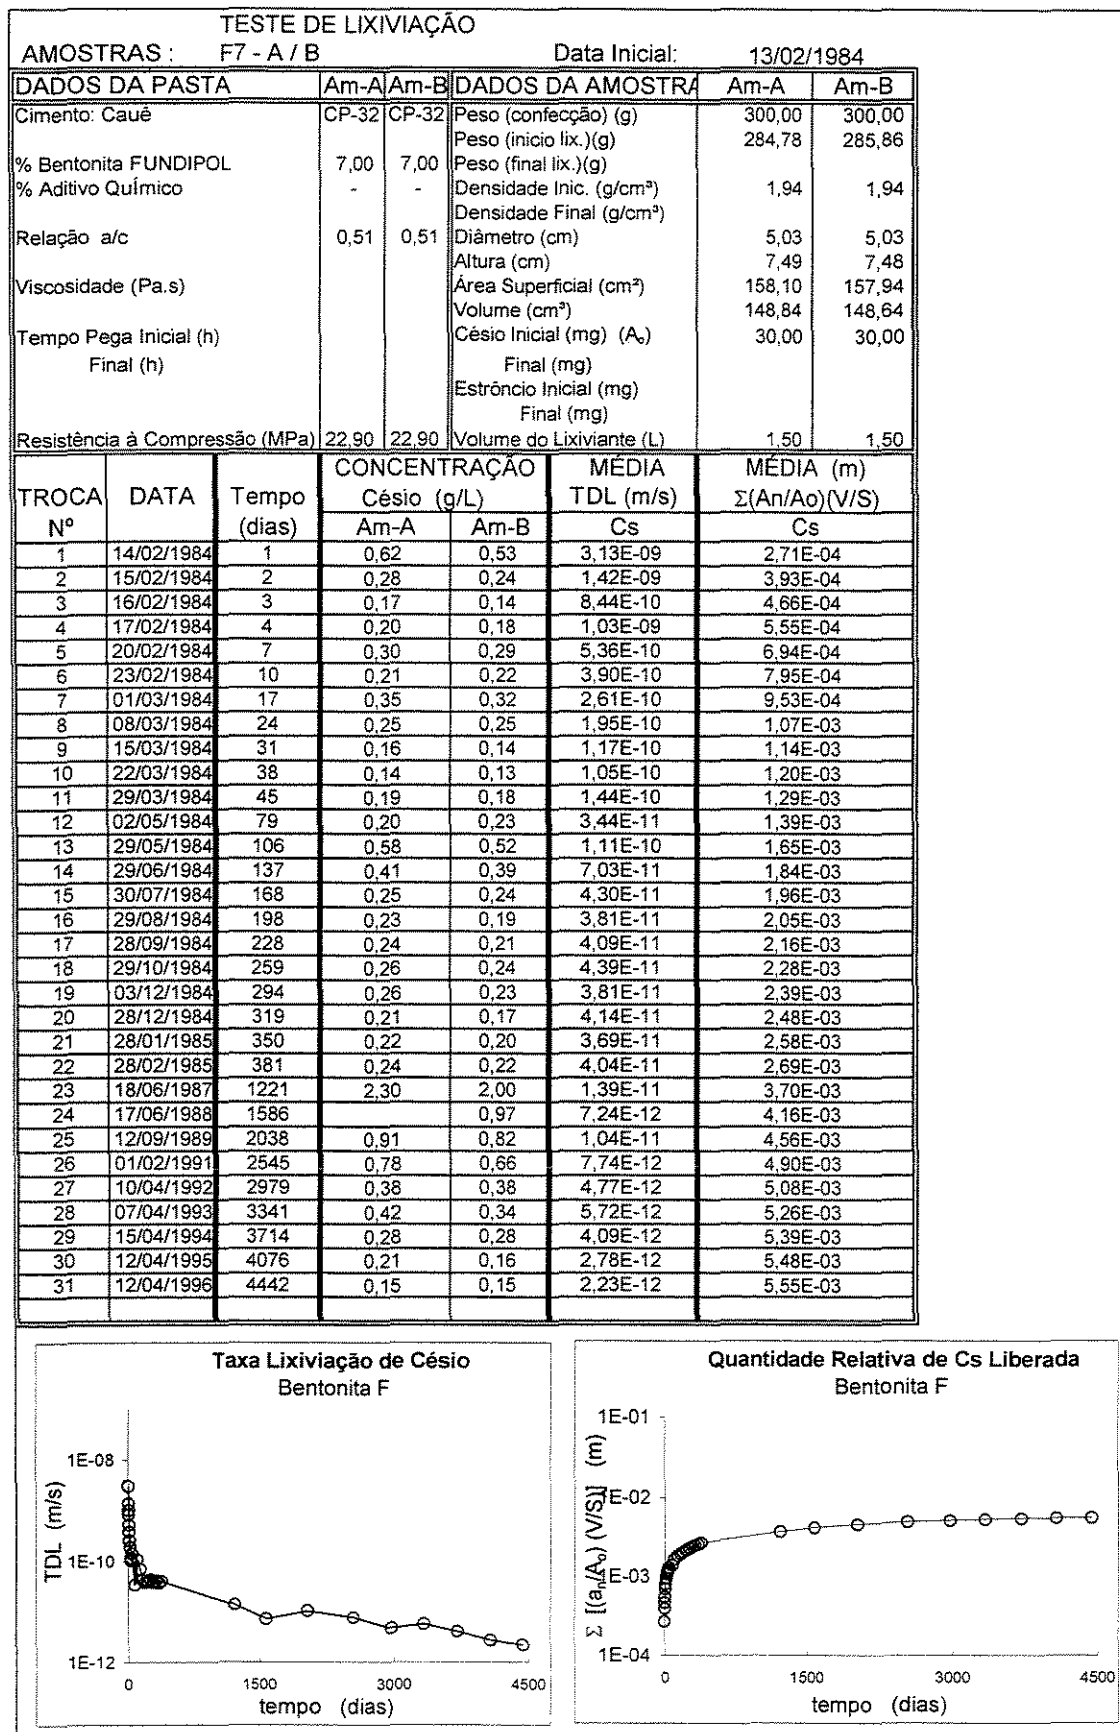 TESTE DE LIXIVIAÇÃO
AMOSTRAS : F7 - A / B Data Inicial: 13/02/1984
DADOS DA PASTA Am-A Am-B DADOS DA AMOSTRA Am-A Am-B
Cimento: Cauê CP-32 CP-32 Peso (confecção) (g) 300,00 300,00
Peso (inicio lix.)(g) 284,78 285,86
% Bentonita FUNDIPOL 7,00 7,00 Peso (final lix.)(g)
% Aditivo Químico - - Densidade Inic. (g/cm³) 1,94 1,94
Densidade Final (g/cm³)
Relação a/c 0,51 0,51 Diâmetro (cm) 5,03 5,03
Altura (cm) 7,49 7,48
Viscosidade (Pa.s) Área Superficial (cm²) 158,10 157,94
Volume (cm³) 148,84 148,64
Tempo Pega Inicial (h) Césio Inicial (mg) (A₀) 30,00 30,00
Final (h) Final (mg)
Estrôncio Inicial (mg)
Final (mg)
Resistência à Compressão (MPa) 22,90 22,90 Volume do Lixiviante (L) 1,50 1,50
CONCENTRAÇÃO MÉDIA MÉDIA (m)
TROCA DATA Tempo Césio (g/L) TDL (m/s) Σ(An/Ao)(V/S)
Nº (dias) Am-A Am-B Cs Cs
1 14/02/1984 1 0,62 0,53 3,13E-09 2,71E-04
2 15/02/1984 2 0,28 0,24 1,42E-09 3,93E-04
3 16/02/1984 3 0,17 0,14 8,44E-10 4,66E-04
4 17/02/1984 4 0,20 0,18 1,03E-09 5,55E-04
5 20/02/1984 7 0,30 0,29 5,36E-10 6,94E-04
6 23/02/1984 10 0,21 0,22 3,90E-10 7,95E-04
7 01/03/1984 17 0,35 0,32 2,61E-10 9,53E-04
8 08/03/1984 24 0,25 0,25 1,95E-10 1,07E-03
9 15/03/1984 31 0,16 0,14 1,17E-10 1,14E-03
10 22/03/1984 38 0,14 0,13 1,05E-10 1,20E-03
11 29/03/1984 45 0,19 0,18 1,44E-10 1,29E-03
12 02/05/1984 79 0,20 0,23 3,44E-11 1,39E-03
13 29/05/1984 106 0,58 0,52 1,11E-10 1,65E-03
14 29/06/1984 137 0,41 0,39 7,03E-11 1,84E-03
15 30/07/1984 168 0,25 0,24 4,30E-11 1,96E-03
16 29/08/1984 198 0,23 0,19 3,81E-11 2,05E-03
17 28/09/1984 228 0,24 0,21 4,09E-11 2,16E-03
18 29/10/1984 259 0,26 0,24 4,39E-11 2,28E-03
19 03/12/1984 294 0,26 0,23 3,81E-11 2,39E-03
20 28/12/1984 319 0,21 0,17 4,14E-11 2,48E-03
21 28/01/1985 350 0,22 0,20 3,69E-11 2,58E-03
22 28/02/1985 381 0,24 0,22 4,04E-11 2,69E-03
23 18/06/1987 1221 2,30 2,00 1,39E-11 3,70E-03
24 17/06/1988 1586 0,97 7,24E-12 4,16E-03
25 12/09/1989 2038 0,91 0,82 1,04E-11 4,56E-03
26 01/02/1991 2545 0,78 0,66 7,74E-12 4,90E-03
27 10/04/1992 2979 0,38 0,38 4,77E-12 5,08E-03
28 07/04/1993 3341 0,42 0,34 5,72E-12 5,26E-03
29 15/04/1994 3714 0,28 0,28 4,09E-12 5,39E-03
30 12/04/1995 4076 0,21 0,16 2,78E-12 5,48E-03
31 12/04/1996 4442 0,15 0,15 2,23E-12 5,55E-03
Taxa Lixiviação de Césio
Bentonita F
TDL (m/s)
1E-08
1E-10
1E-12
0 1500 3000 4500
tempo (dias)
Quantidade Relativa de Cs Liberada
Bentonita F
Σ [(aₙ/A₀) (V/S)] (m)
1E-01
1E-02
1E-03
1E-04
0 1500 3000 4500
tempo (dias)